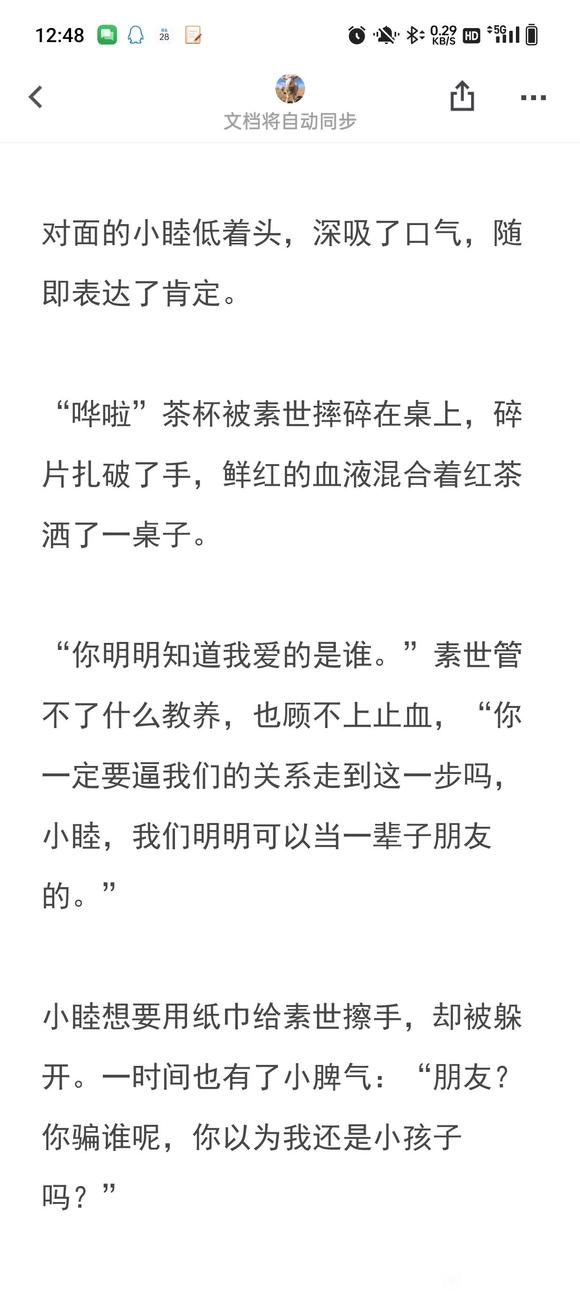 12:48
28
0.29
KB/S
HD
5G
文档将自动同步
对面的小睦低着头，深吸了口气，随
即表达了肯定。
“哗啦”茶杯被素世摔碎在桌上，碎
片扎破了手，鲜红的血液混合着红茶
洒了一桌子。
“你明明知道我爱的是谁。”素世管
不了什么教养，也顾不上止血，“你
一定要逼我们的关系走到这一步吗，
小睦，我们明明可以当一辈子朋友
的。”
小睦想要用纸巾给素世擦手，却被躲
开。一时间也有了小脾气：“朋友？
你骗谁呢，你以为我还是小孩子
吗？”